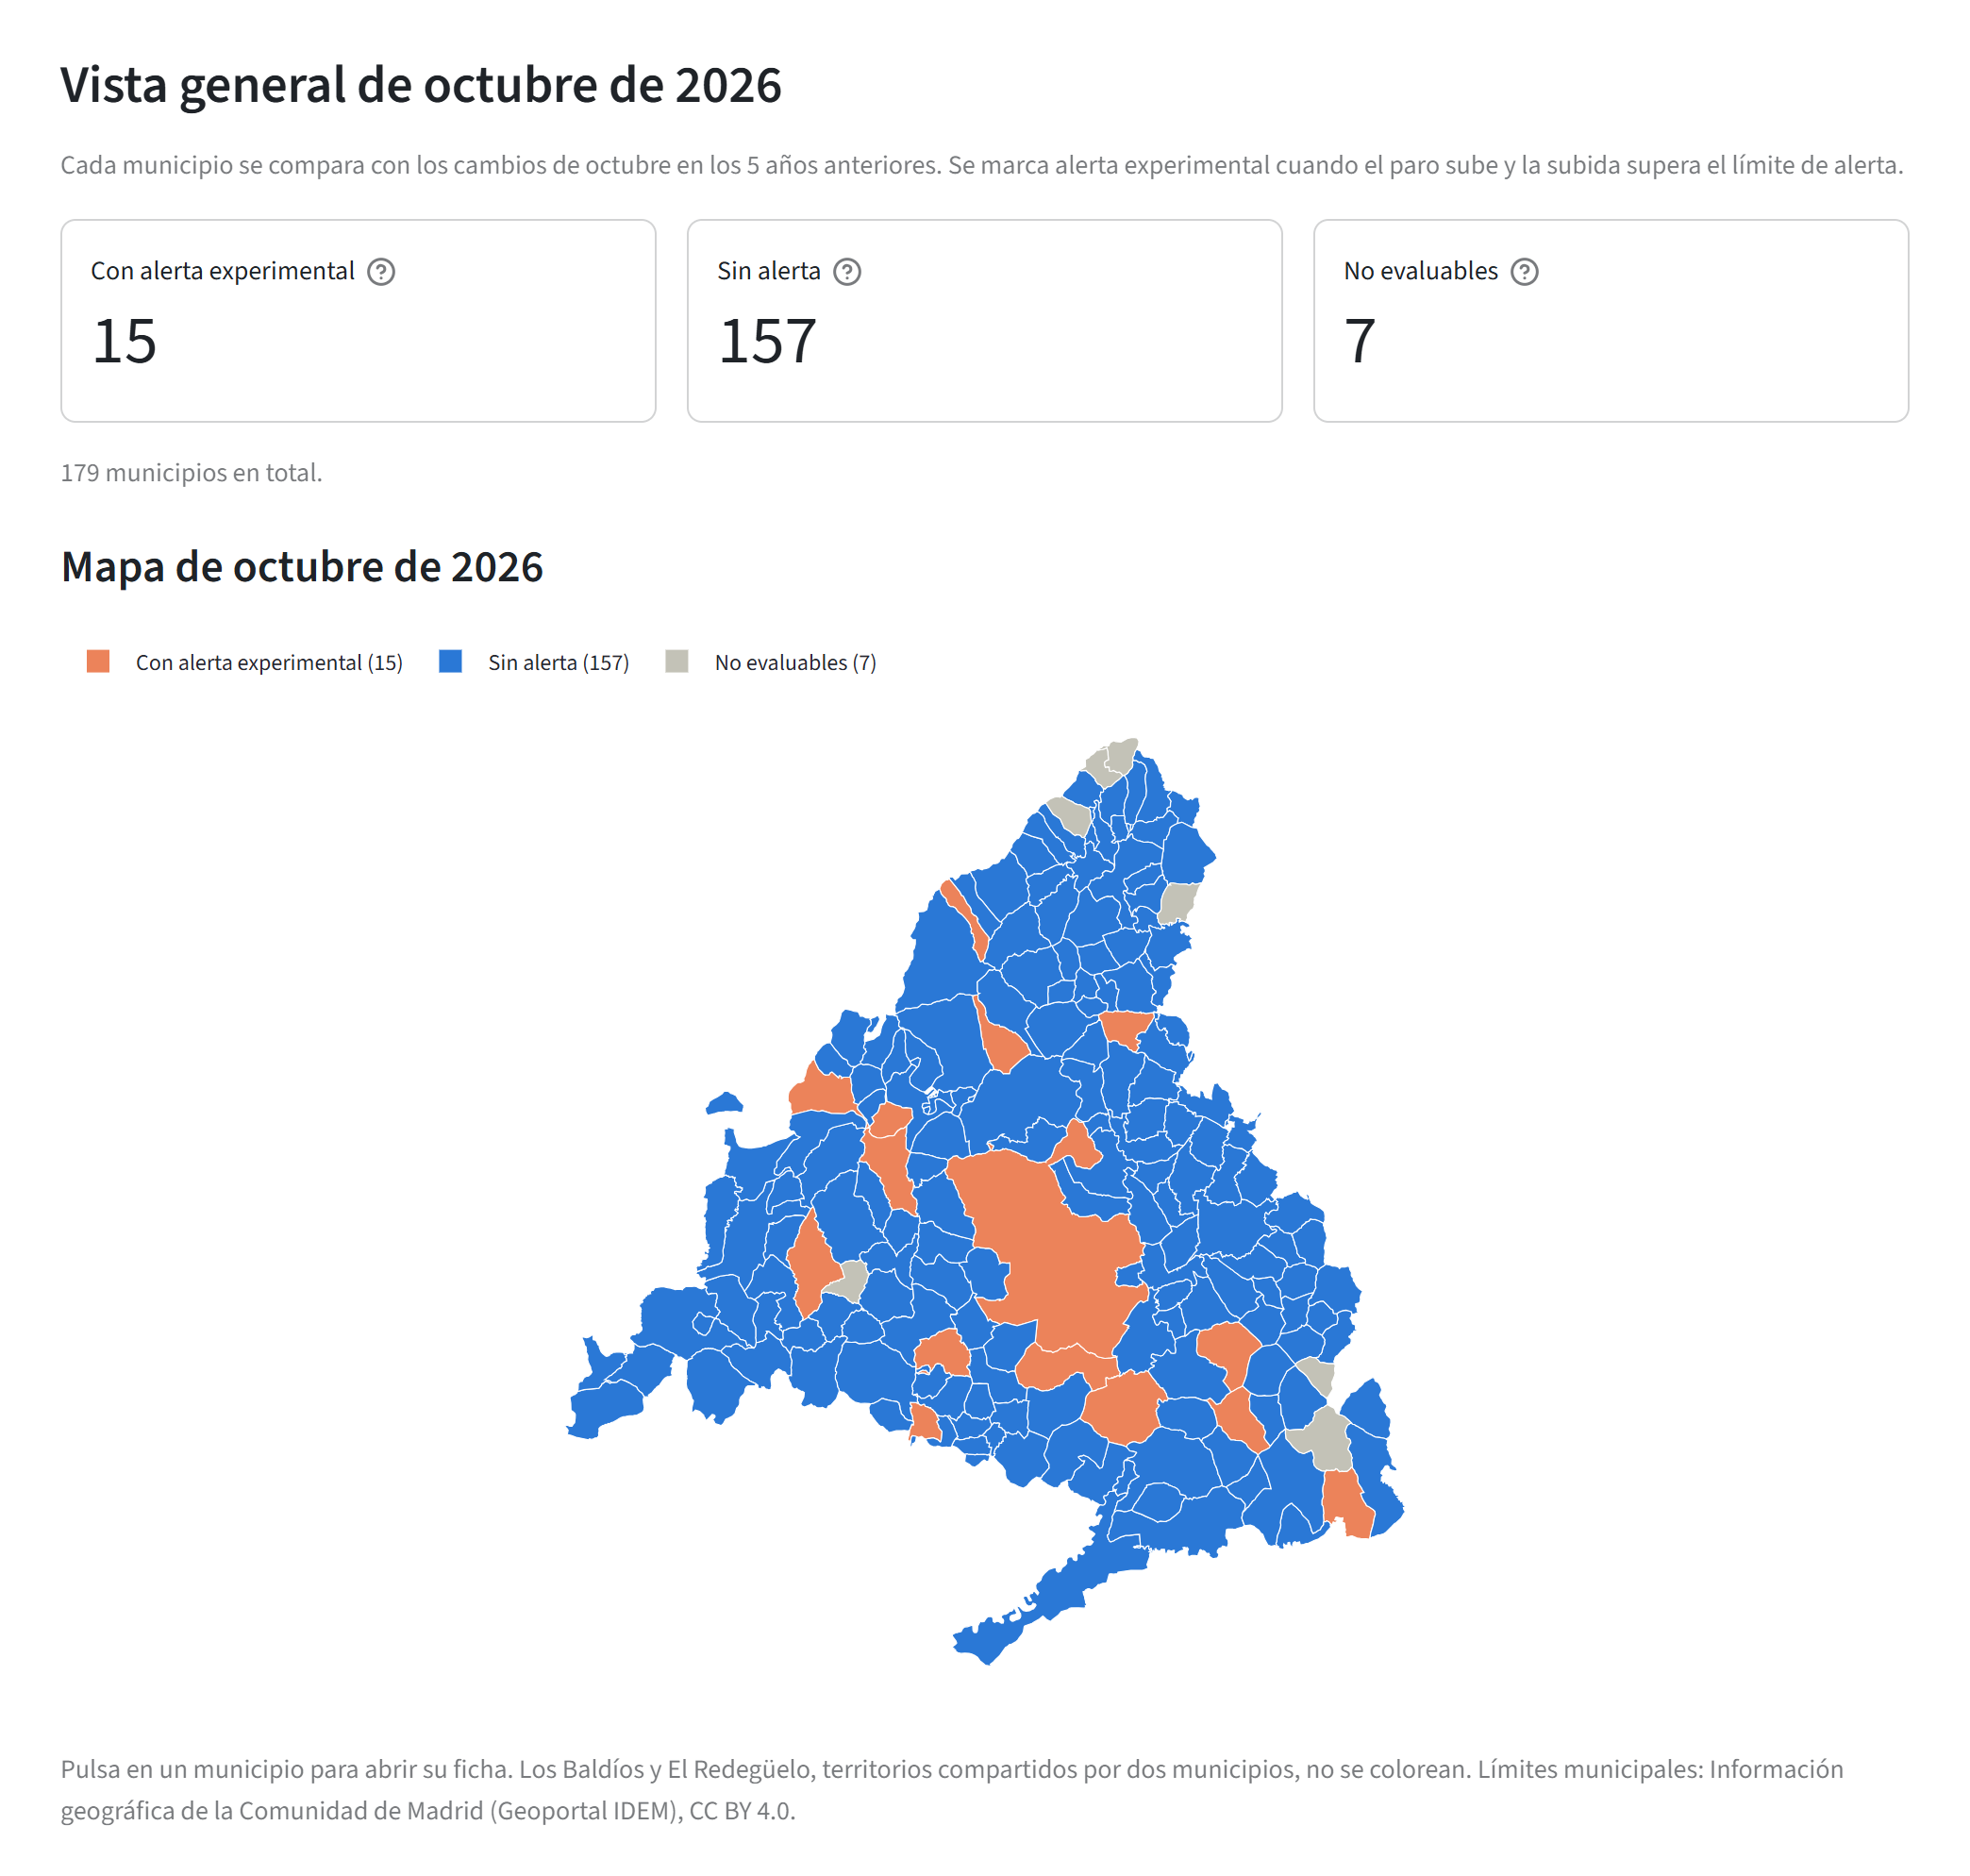 Vista general de octubre de 2026
Cada municipio se compara con los cambios de octubre en los 5 años anteriores. Se marca alerta experimental cuando el paro sube y la subida supera el límite de alerta.
Con alerta experimental
15
Sin alerta
157
No evaluables
7
179 municipios en total.
Mapa de octubre de 2026
Con alerta experimental (15)
Sin alerta (157)
No evaluables (7)
Pulsa en un municipio para abrir su ficha. Los Baldíos y El Redegüelo, territorios compartidos por dos municipios, no se colorean. Límites municipales: Información
geográfica de la Comunidad de Madrid (Geoportal IDEM), CC BY 4.0.